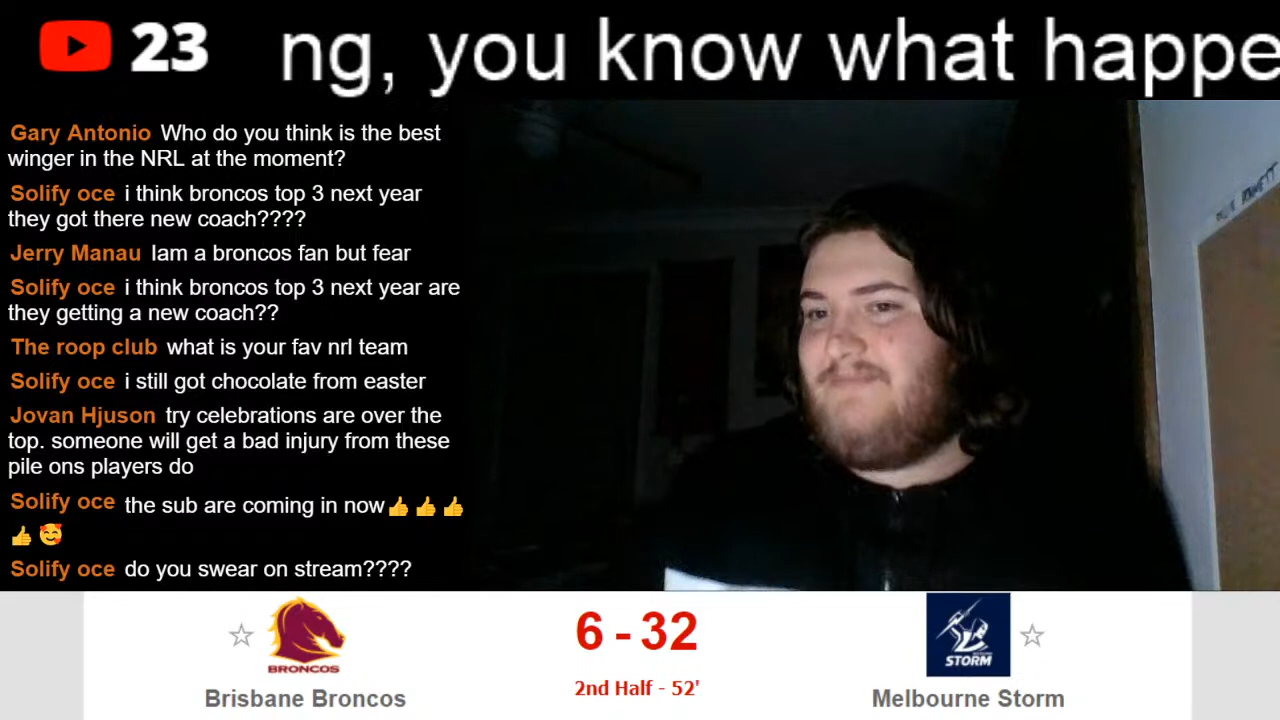 23
ng, you know what happe
Gary Antonio Who do you think is the best
winger in the NRL at the moment?
Solify oce i think broncos top 3 next year
they got there new coach????
Jerry Manau Iam a broncos fan but fear
Solify oce i think broncos top 3 next year are
they getting a new coach??
The roop club what is your fav nrl team
Solify oce i still got chocolate from easter
Jovan Hjuson try celebrations are over the
top. someone will get a bad injury from these
pile ons players do
Solify oce the sub are coming in now👍👍👍
👍🥰
Solify oce do you swear on stream????
BRONCOS
6 - 32
STORM
2nd Half - 52'
Brisbane Broncos
Melbourne Storm